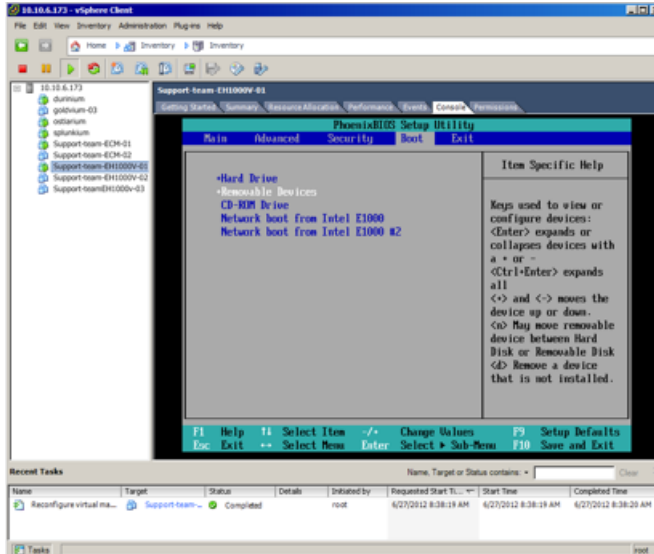 10.10.6.173 - vSphere Client
File Edit View Inventory Administration Plug-ins Help
Home Inventory Inventory
10.10.6.173
durinium
goldvium-03
ostiarium
splunkium
Support-team-ECM-01
Support-team-ECM-02
Support-team-EH1000V-01
Support-team-EH1000V-02
Support-teamEH1000v-03
Support-team-EH1000V-01
Getting Started Summary Resource Allocation Performance Events Console Permissions
PhoenixBIOS Setup Utility
Main Advanced Security Boot Exit
+Hard Drive
+Removable Devices
CD-ROM Drive
Network boot from Intel E1000
Network boot from Intel E1000 #2
Item Specific Help
Keys used to view or
configure devices:
<Enter> expands or
collapses devices with
a + or -
<Ctrl+Enter> expands
all
<+> and <-> moves the
device up or down.
<n> May move removable
device between Hard
Disk or Removable Disk
<d> Remove a device
that is not installed.
F1 Help ↑↓ Select Item -/+ Change Values F9 Setup Defaults
Esc Exit ↔ Select Menu Enter Select ▶ Sub-Menu F10 Save and Exit
Recent Tasks
Name, Target or Status contains: Clear
Name Target Status Details Initiated by Requested Start Ti... Start Time Completed Time
Reconfigure virtual ma... Support-team-... Completed root 6/27/2012 8:38:19 AM 6/27/2012 8:38:19 AM 6/27/2012 8:38:20 AM
Tasks root